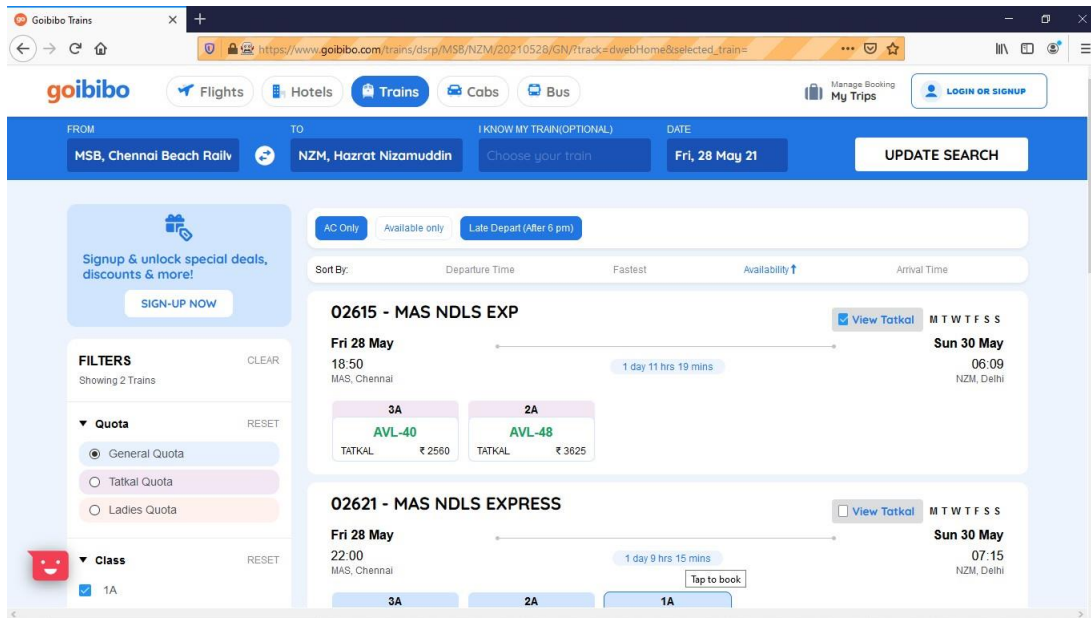 Goibibo Trains
https://www.goibibo.com/trains/dsrp/MSB/NZM/20210528/GN/?track=dwebHome&selected_train=
goibibo
Flights
Hotels
Trains
Cabs
Bus
Manage Booking
My Trips
LOGIN OR SIGNUP
FROM
TO
I KNOW MY TRAIN(OPTIONAL)
DATE
MSB, Chennai Beach Railw
NZM, Hazrat Nizamuddin
Choose your train
Fri, 28 May 21
UPDATE SEARCH
Signup & unlock special deals,
discounts & more!
SIGN-UP NOW
FILTERS
CLEAR
Showing 2 Trains
Quota
RESET
General Quota
Tatkal Quota
Ladies Quota
Class
RESET
1A
AC Only
Available only
Late Depart (After 6 pm)
Sort By:
Departure Time
Fastest
Availability
Arrival Time
02615 - MAS NDLS EXP
View Tatkal
M T W T F S S
Fri 28 May
Sun 30 May
18:50
1 day 11 hrs 19 mins
06:09
MAS, Chennai
NZM, Delhi
3A
2A
AVL-40
AVL-48
TATKAL ₹ 2560
TATKAL ₹ 3625
02621 - MAS NDLS EXPRESS
View Tatkal
M T W T F S S
Fri 28 May
Sun 30 May
22:00
1 day 9 hrs 15 mins
07:15
MAS, Chennai
NZM, Delhi
Tap to book
3A
2A
1A